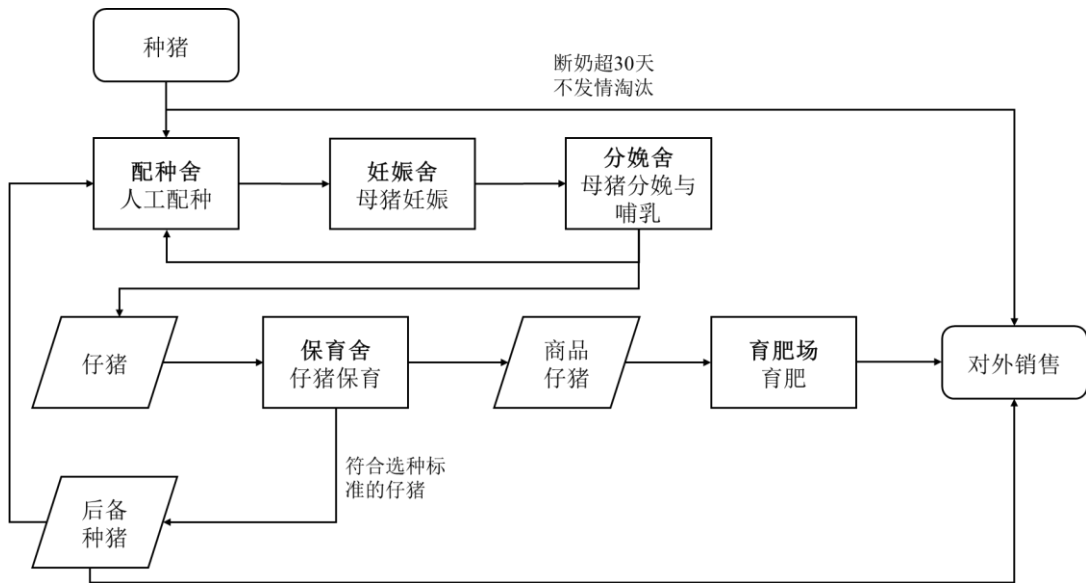 种猪
断奶超30天
不发情淘汰
配种舍
人工配种
妊娠舍
母猪妊娠
分娩舍
母猪分娩与
哺乳
仔猪
保育舍
仔猪保育
商品
仔猪
育肥场
育肥
对外销售
符合选种标
准的仔猪
后备
种猪